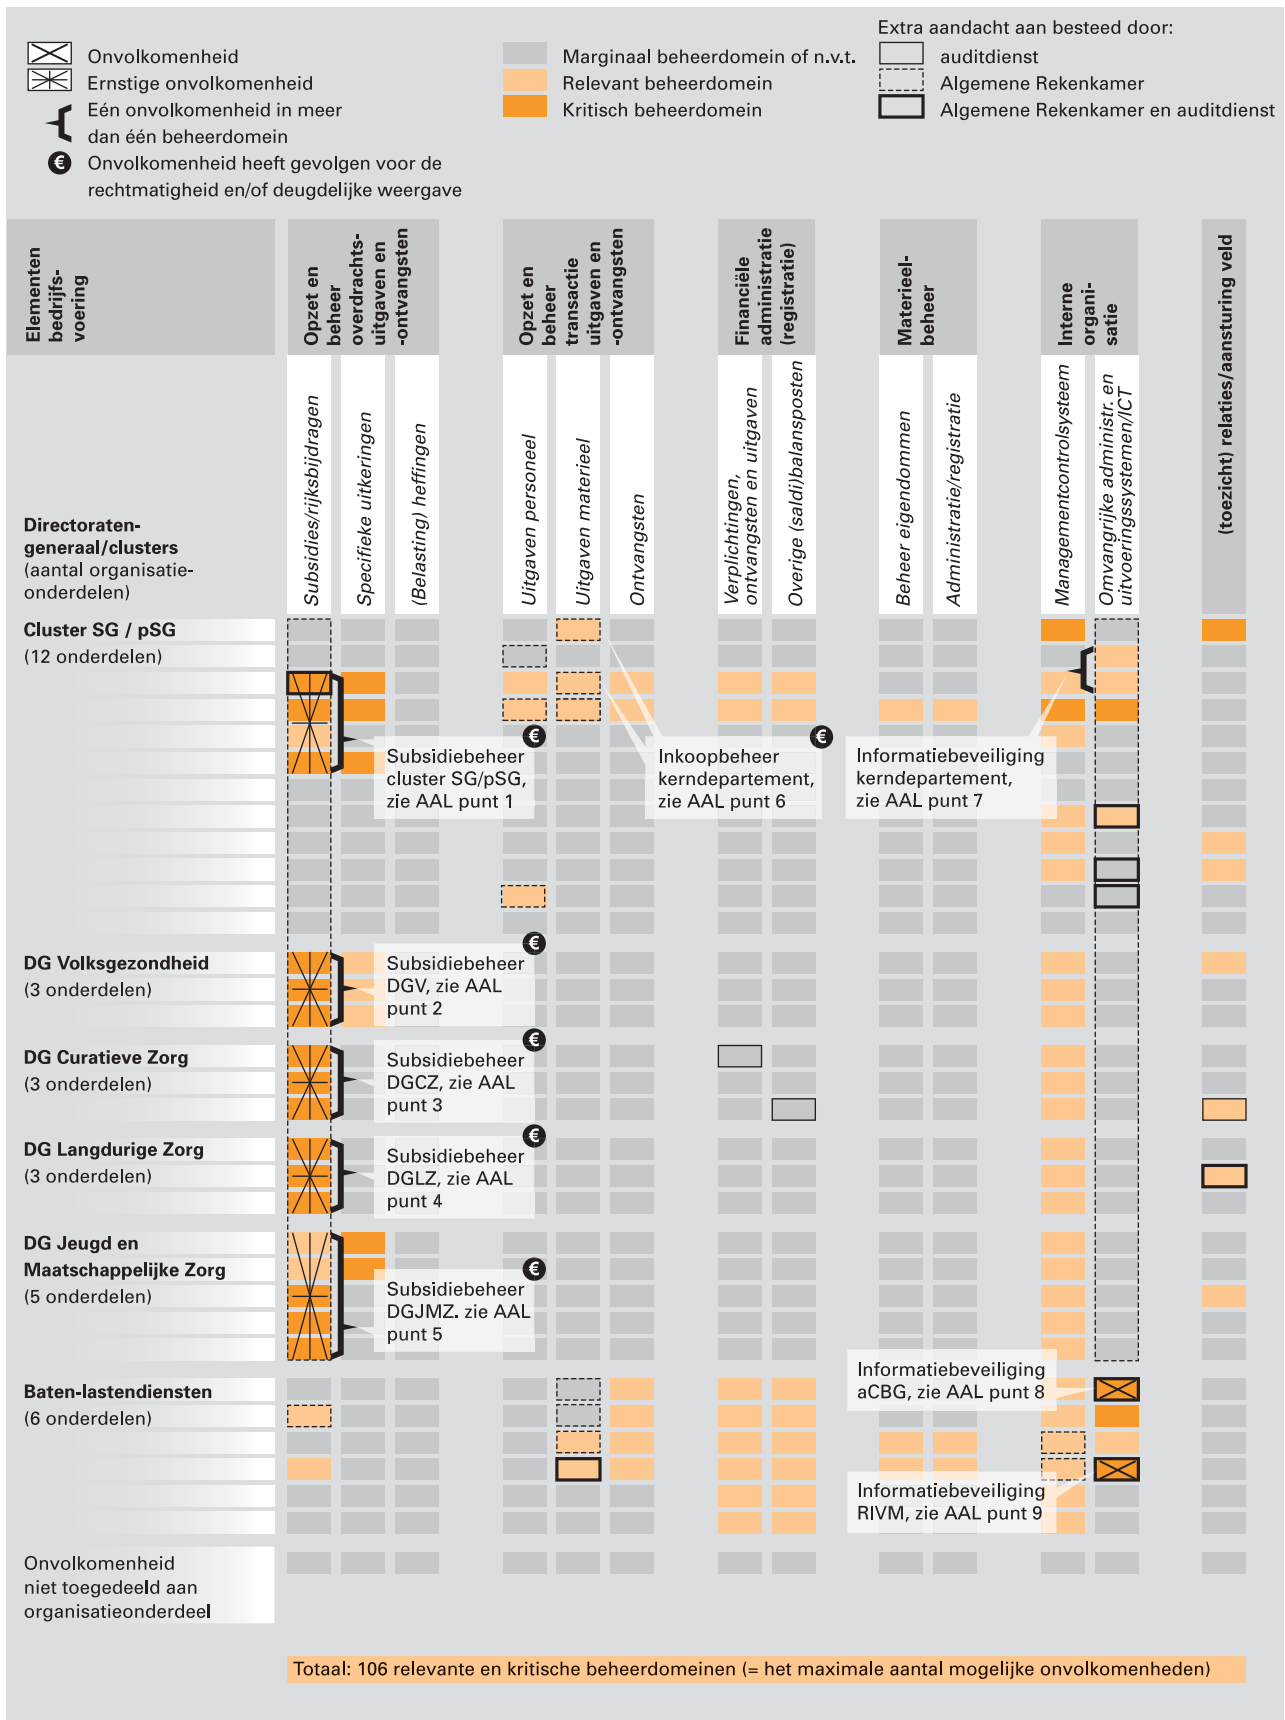 Onvolkomenheid
Ernstige onvolkomenheid
Eén onvolkomenheid in meer
dan één beheerdomein
€
Onvolkomenheid heeft gevolgen voor de
rechtmatigheid en/of deugdelijke weergave
Marginaal beheerdomein of n.v.t.
Relevant beheerdomein
Kritisch beheerdomein
Extra aandacht aan besteed door:
auditdienst
Algemene Rekenkamer
Algemene Rekenkamer en auditdienst
Elementen
bedrijfs-
voering
Opzet en
beheer
overdrachts-
uitgaven en
-ontvangsten
Opzet en
beheer
transactie
uitgaven en
-ontvangsten
Financiële
administratie
(registratie)
Materieel-
beheer
Interne
organi-
satie
(toezicht) relaties/aansturing veld
Directoraten-
generaal/clusters
(aantal organisatie-
onderdelen)
Subsidies/rijksbijdragen
Specifieke uitkeringen
(Belasting) heffingen
Uitgaven personeel
Uitgaven materieel
Ontvangsten
Verplichtingen,
ontvangsten en uitgaven
Overige (saldi)balansposten
Beheer eigendommen
Administratie/registratie
Managementcontrolsysteem
Omvangrijke administr. en
uitvoeringssystemen/ICT
Cluster SG / pSG
(12 onderdelen)
€
Subsidiebeheer
cluster SG/pSG,
zie AAL punt 1
€
Inkoopbeheer
kerndepartement,
zie AAL punt 6
Informatiebeveiliging
kerndepartement,
zie AAL punt 7
DG Volksgezondheid
(3 onderdelen)
€
Subsidiebeheer
DGV, zie AAL
punt 2
DG Curatieve Zorg
(3 onderdelen)
€
Subsidiebeheer
DGCZ, zie AAL
punt 3
DG Langdurige Zorg
(3 onderdelen)
€
Subsidiebeheer
DGLZ, zie AAL
punt 4
DG Jeugd en
Maatschappelijke Zorg
(5 onderdelen)
€
Subsidiebeheer
DGJMZ. zie AAL
punt 5
Baten-lastendiensten
(6 onderdelen)
Informatiebeveiliging
aCBG, zie AAL punt 8
Informatiebeveiliging
RIVM, zie AAL punt 9
Onvolkomenheid
niet toegedeeld aan
organisatieonderdeel
Totaal: 106 relevante en kritische beheerdomeinen (= het maximale aantal mogelijke onvolkomenheden)